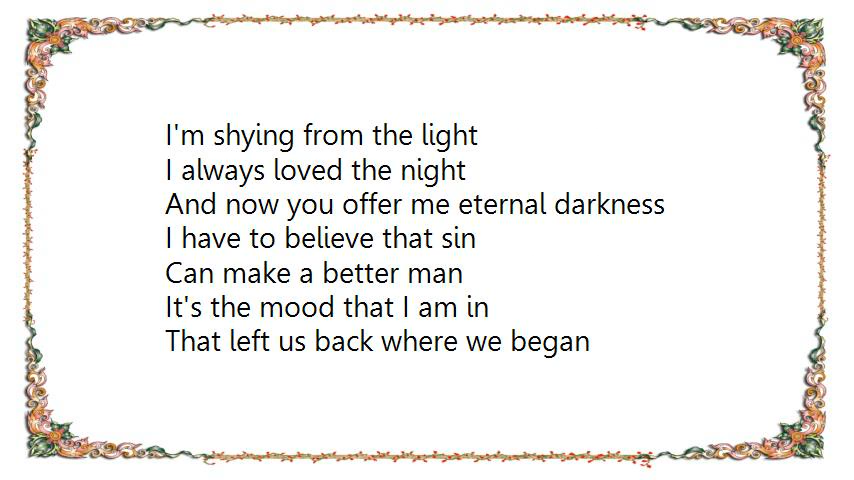 I'm shying from the light
I always loved the night
And now you offer me eternal darkness
I have to believe that sin
Can make a better man
It's the mood that I am in
That left us back where we began